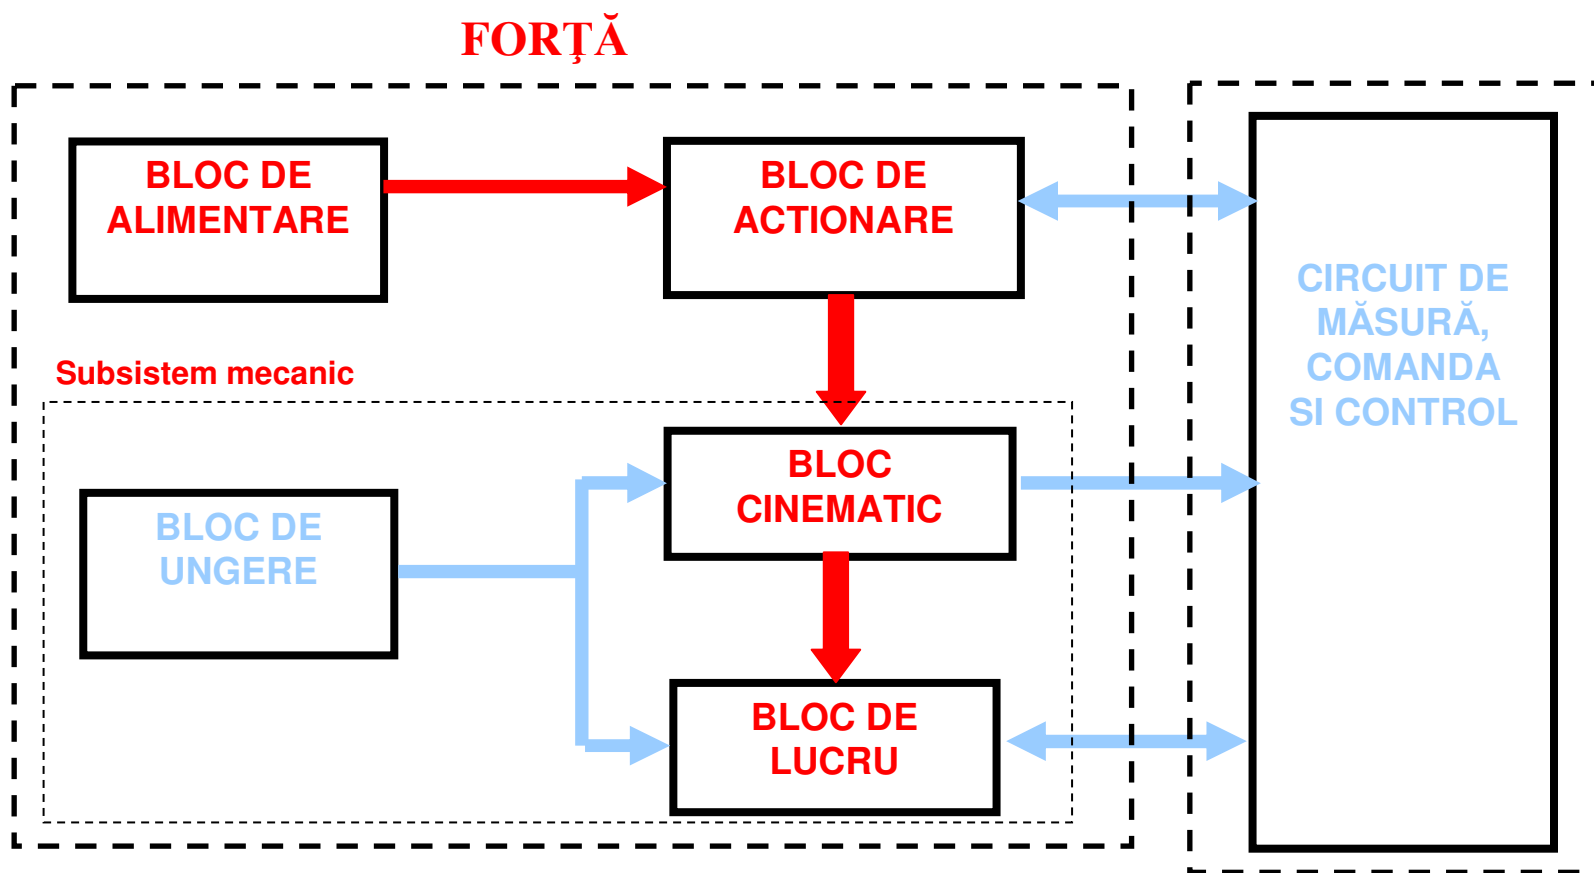 FORŢĂ
BLOC DE
ALIMENTARE
BLOC DE
ACTIONARE
Subsistem mecanic
BLOC DE
UNGERE
BLOC
CINEMATIC
BLOC DE
LUCRU
CIRCUIT DE
MĂSURĂ,
COMANDA
SI CONTROL